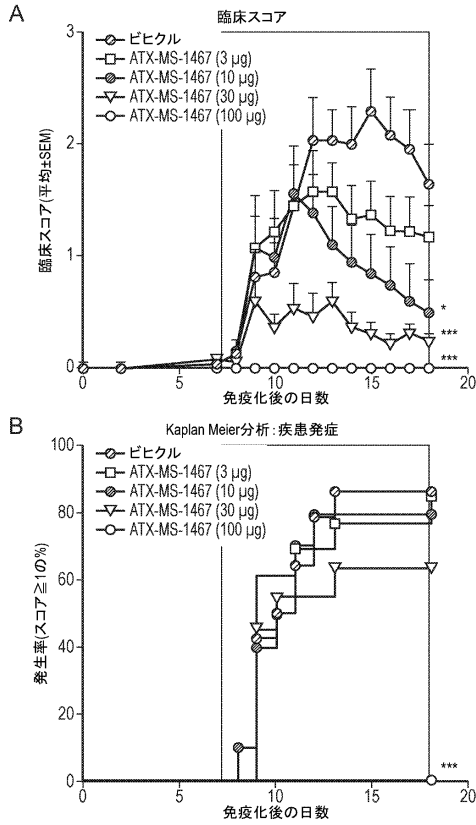 A
臨床スコア
ビヒクル
ATX-MS-1467 (3 µg)
ATX-MS-1467 (10 µg)
ATX-MS-1467 (30 µg)
ATX-MS-1467 (100 µg)
臨床スコア(平均±SEM)
3
2
1
0
*
***
***
0
5
10
15
20
免疫化後の日数
B
Kaplan Meier分析：疾患発症
ビヒクル
ATX-MS-1467 (3 µg)
ATX-MS-1467 (10 µg)
ATX-MS-1467 (30 µg)
ATX-MS-1467 (100 µg)
発生率(スコア≧1の%)
100
80
60
40
20
0
***
0
5
10
15
20
免疫化後の日数